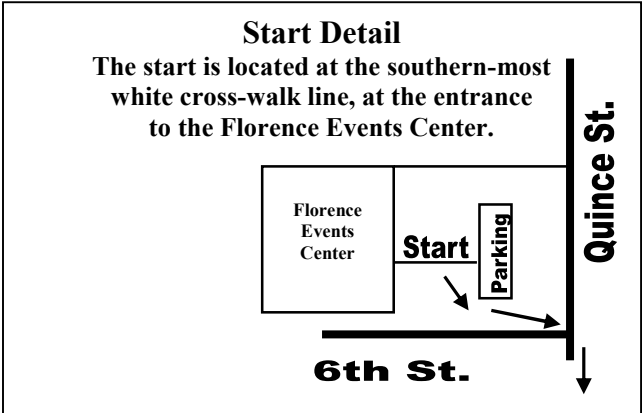 Start Detail
The start is located at the southern-most
white cross-walk line, at the entrance
to the Florence Events Center.
Florence
Events
Center
Start
Parking
Quince St.
6th St.